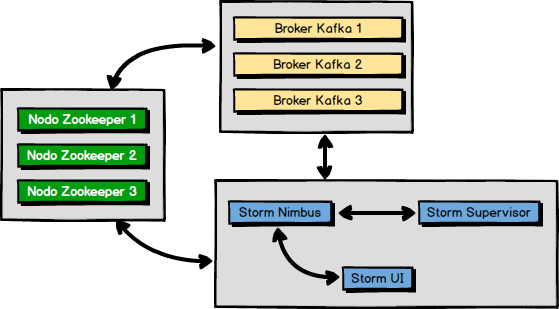 Broker Kafka 1
Broker Kafka 2
Broker Kafka 3
Nodo Zookeeper 1
Nodo Zookeeper 2
Nodo Zookeeper 3
Storm Nimbus
Storm Supervisor
Storm UI